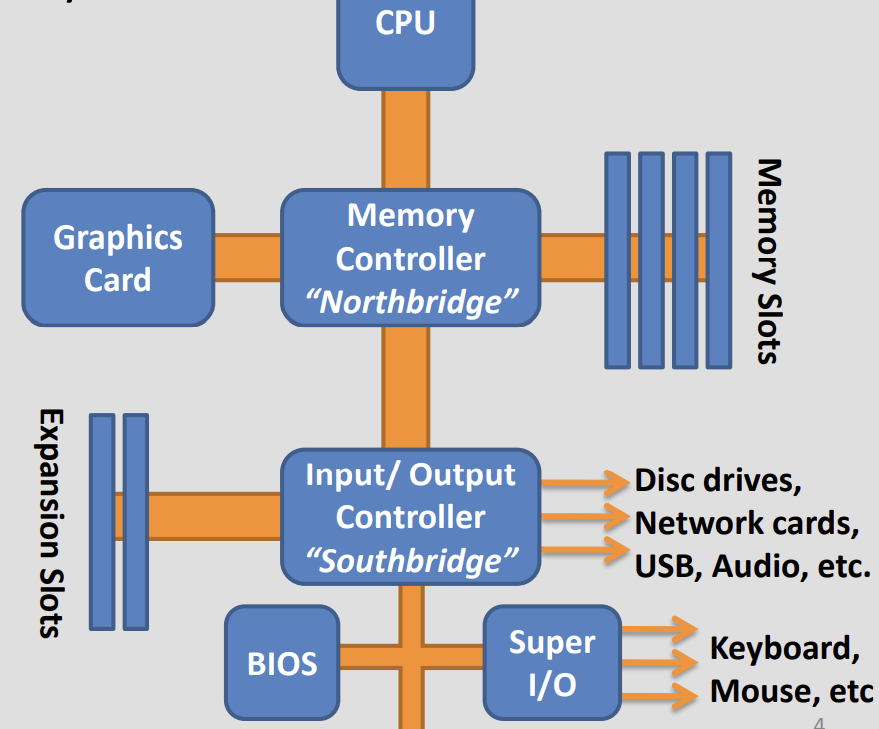 CPU
Graphics
Card
Memory
Controller
“Northbridge”
Memory Slots
Expansion Slots
Input/ Output
Controller
“Southbridge”
Disc drives,
Network cards,
USB, Audio, etc.
BIOS
Super
I/O
Keyboard,
Mouse, etc
4